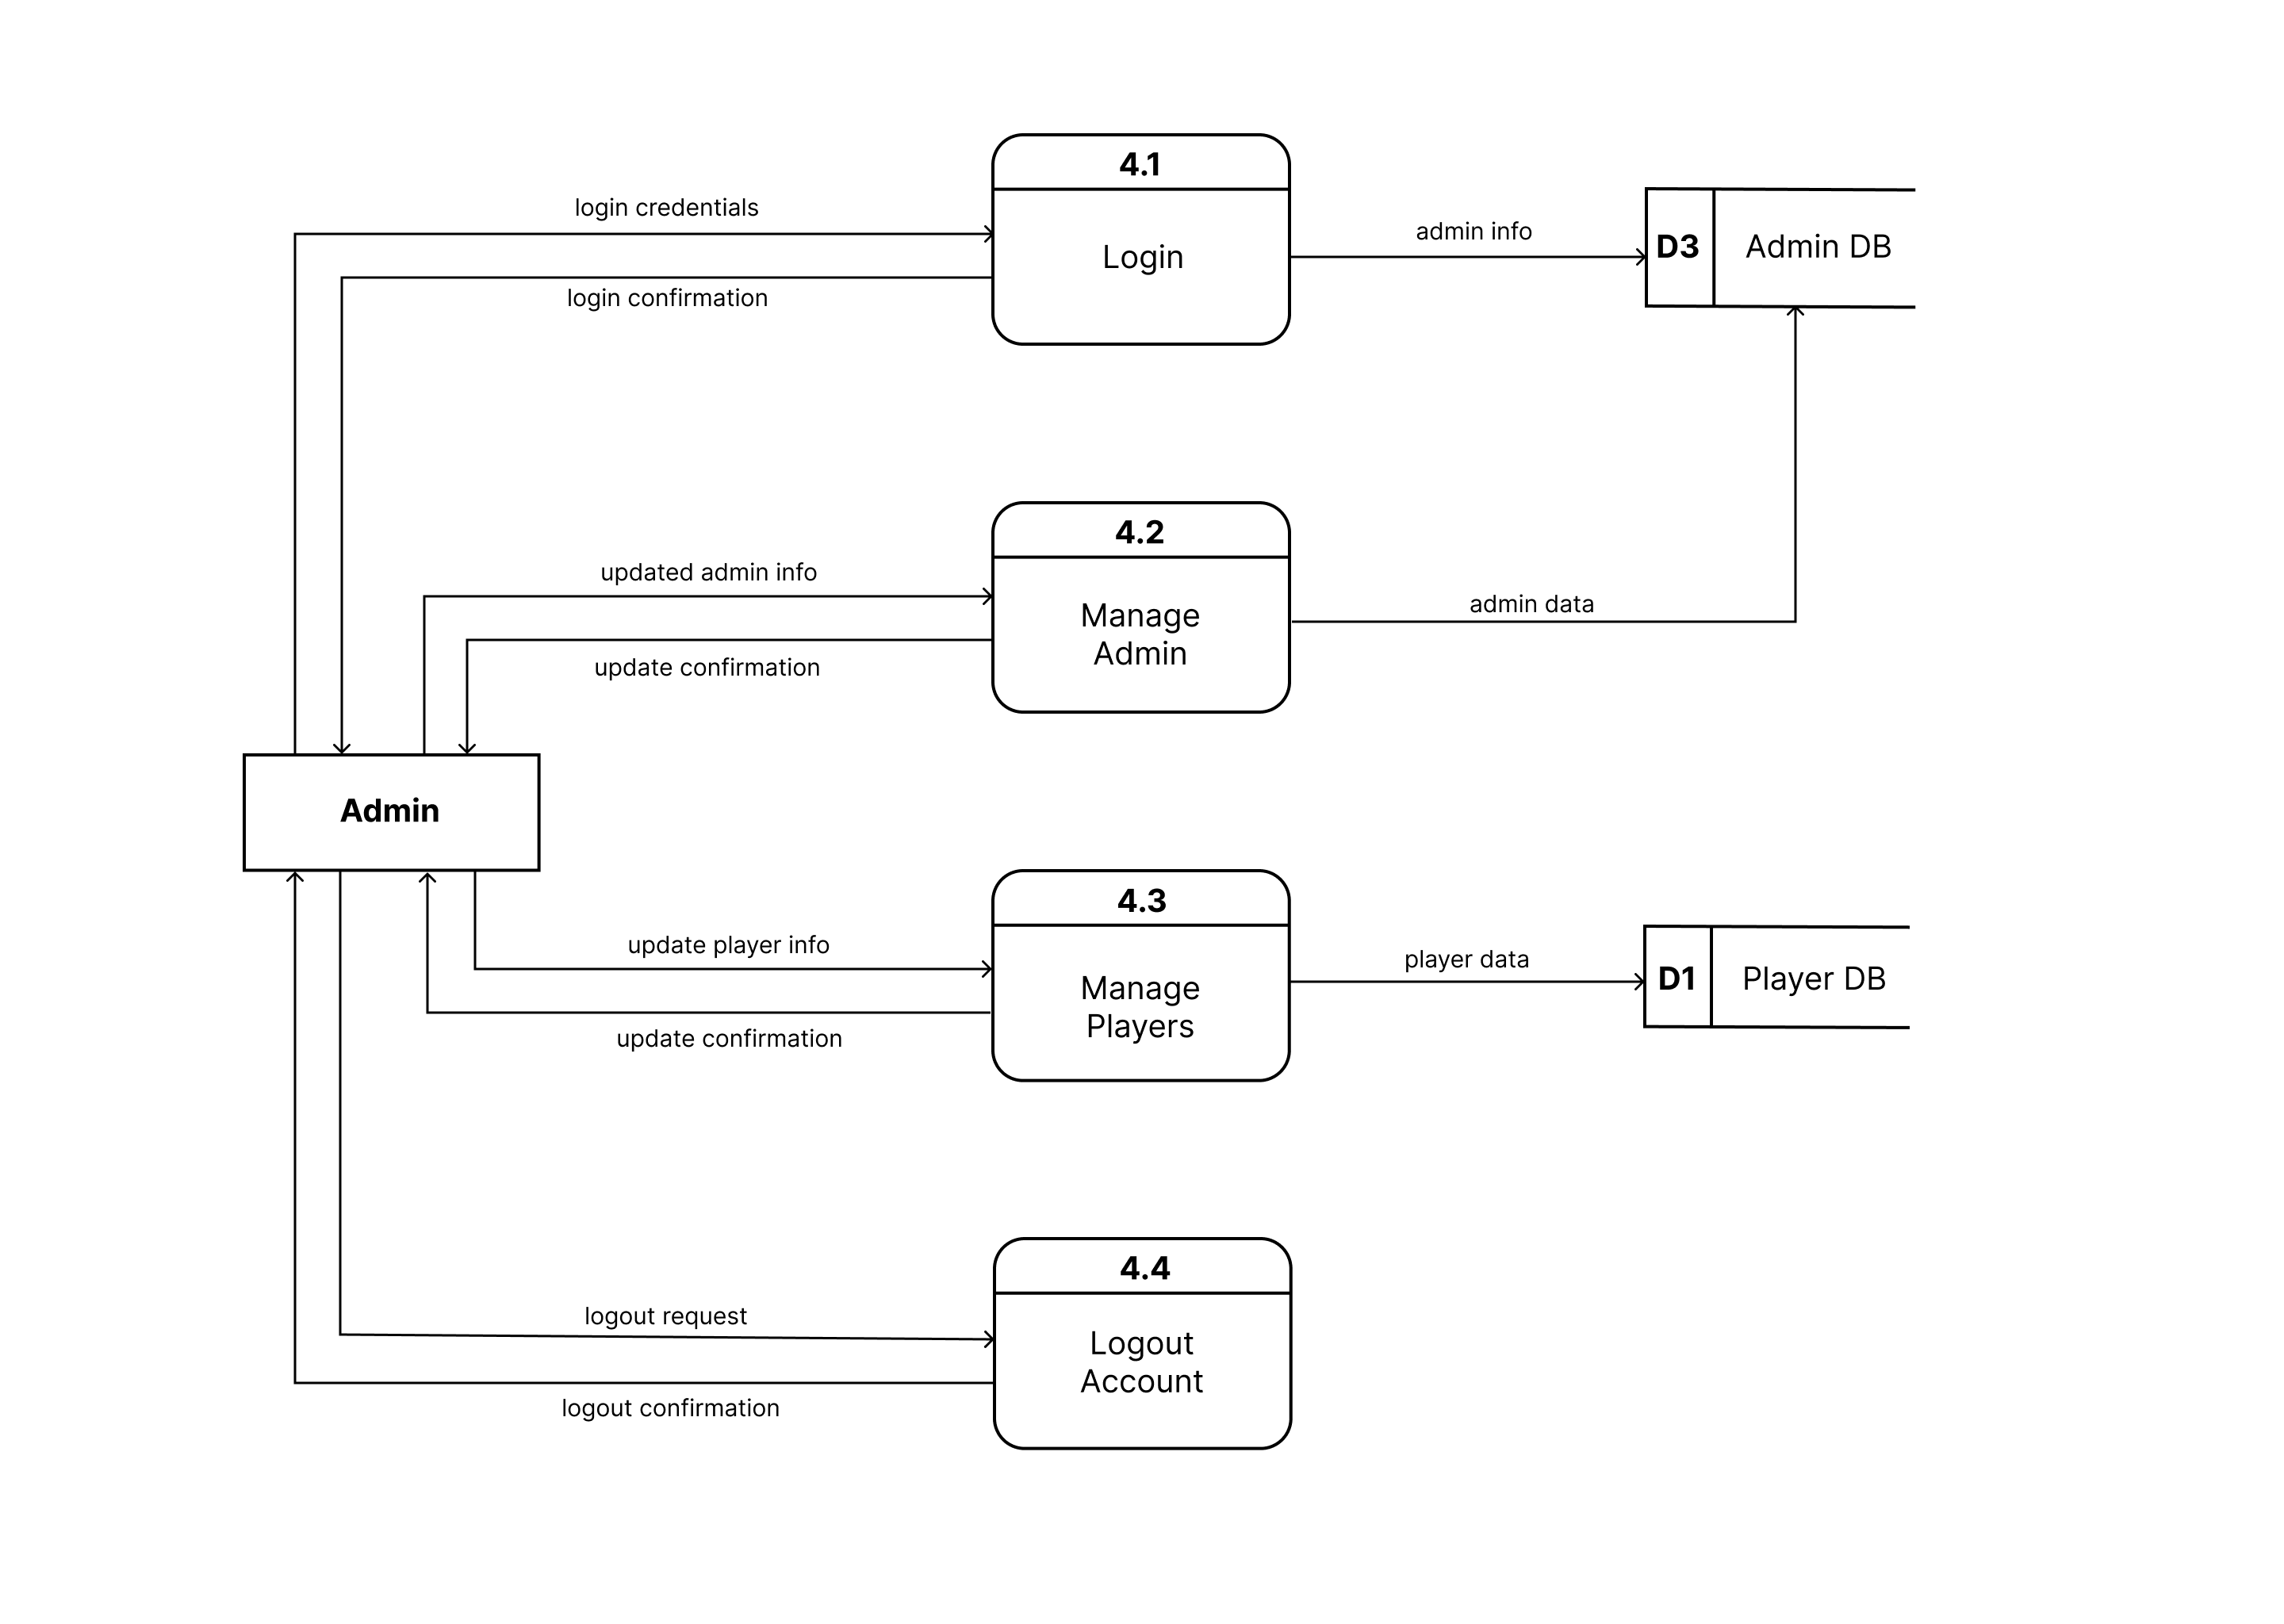 4.1
login credentials
admin info
D3
Admin DB
Login
login confirmation
4.2
updated admin info
admin data
Manage
Admin
update confirmation
Admin
4.3
update player info
player data
D1
Player DB
Manage
Players
update confirmation
4.4
logout request
Logout
Account
logout confirmation